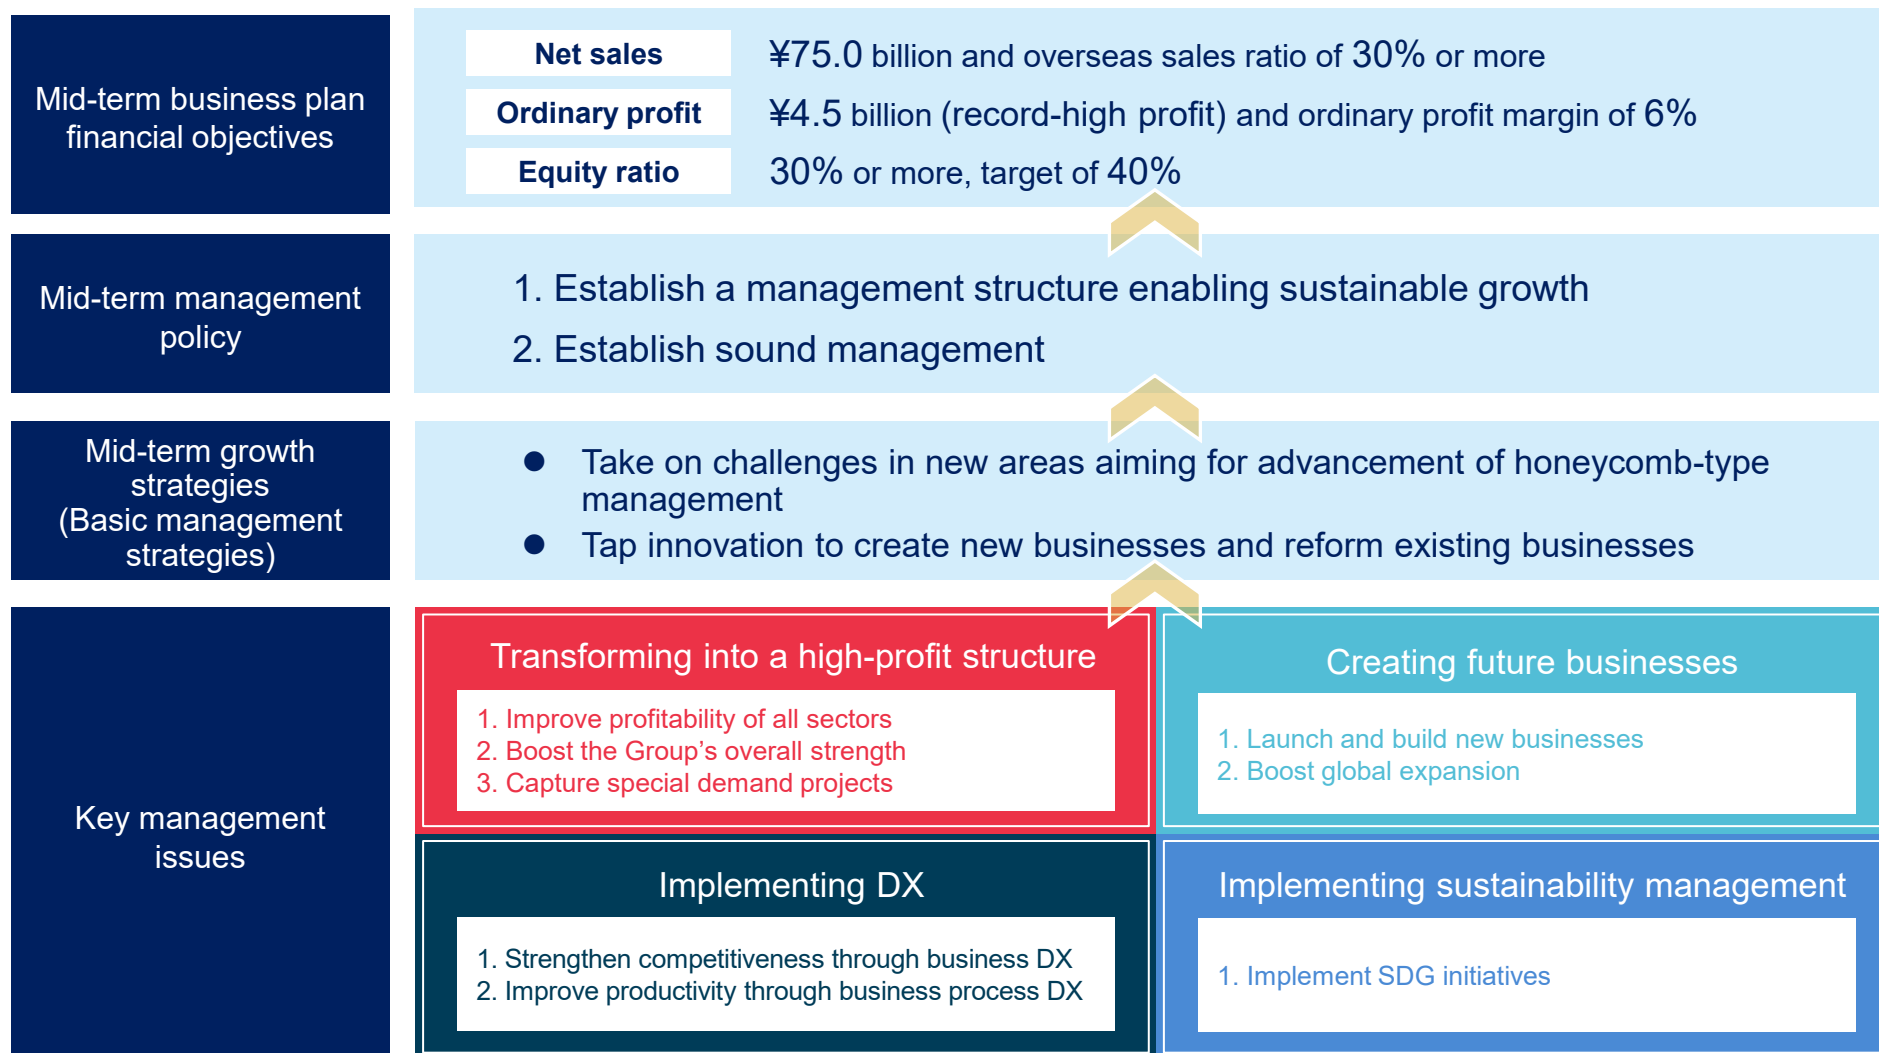 Mid-term business plan
financial objectives
Net sales
¥75.0 billion and overseas sales ratio of 30% or more
Ordinary profit
¥4.5 billion (record-high profit) and ordinary profit margin of 6%
Equity ratio
30% or more, target of 40%
Mid-term management
policy
1. Establish a management structure enabling sustainable growth
2. Establish sound management
Mid-term growth
strategies
(Basic management
strategies)
● Take on challenges in new areas aiming for advancement of honeycomb-type
management
● Tap innovation to create new businesses and reform existing businesses
Key management
issues
Transforming into a high-profit structure
1. Improve profitability of all sectors
2. Boost the Group’s overall strength
3. Capture special demand projects
Creating future businesses
1. Launch and build new businesses
2. Boost global expansion
Implementing DX
1. Strengthen competitiveness through business DX
2. Improve productivity through business process DX
Implementing sustainability management
1. Implement SDG initiatives